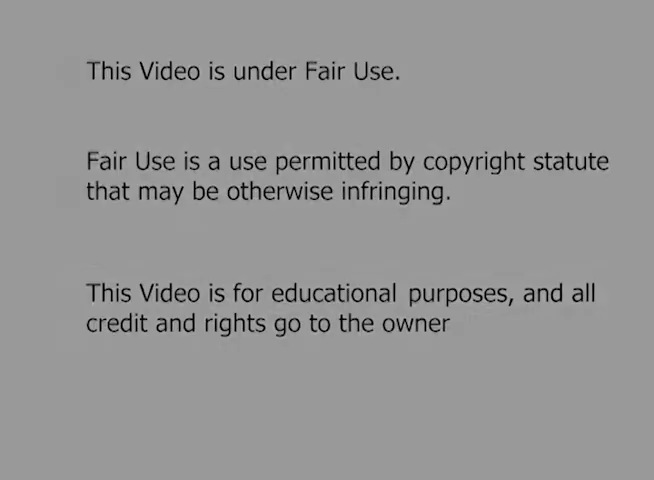 This Video is under Fair Use.
Fair Use is a use permitted by copyright statute
that may be otherwise infringing.
This Video is for educational purposes, and all
credit and rights go to the owner